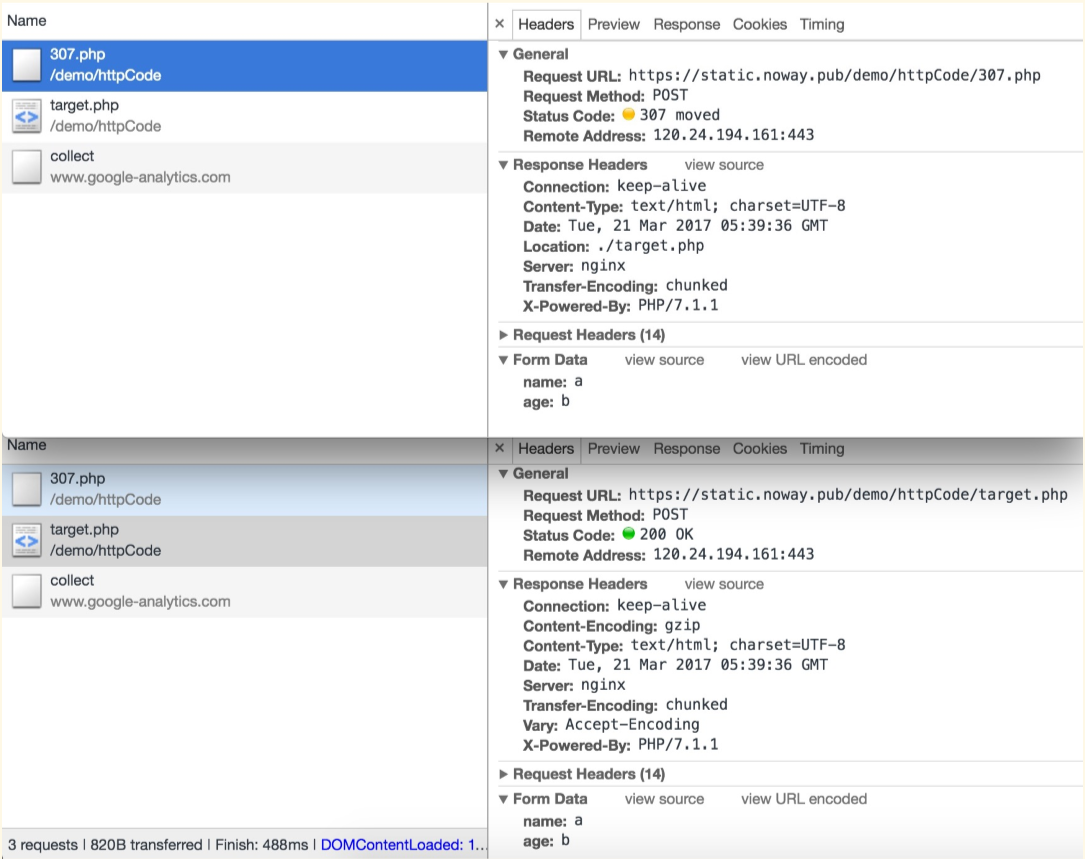 Name
307.php
/demo/httpCode
target.php
/demo/httpCode
collect
www.google-analytics.com
× Headers Preview Response Cookies Timing
▼ General
Request URL: https://static.noway.pub/demo/httpCode/307.php
Request Method: POST
Status Code: 307 moved
Remote Address: 120.24.194.161:443
▼ Response Headers view source
Connection: keep-alive
Content-Type: text/html; charset=UTF-8
Date: Tue, 21 Mar 2017 05:39:36 GMT
Location: ./target.php
Server: nginx
Transfer-Encoding: chunked
X-Powered-By: PHP/7.1.1
▶ Request Headers (14)
▼ Form Data view source view URL encoded
name: a
age: b
Name
307.php
/demo/httpCode
target.php
/demo/httpCode
collect
www.google-analytics.com
3 requests | 820B transferred | Finish: 488ms | DOMContentLoaded: 1...
× Headers Preview Response Cookies Timing
▼ General
Request URL: https://static.noway.pub/demo/httpCode/target.php
Request Method: POST
Status Code: 200 OK
Remote Address: 120.24.194.161:443
▼ Response Headers view source
Connection: keep-alive
Content-Encoding: gzip
Content-Type: text/html; charset=UTF-8
Date: Tue, 21 Mar 2017 05:39:36 GMT
Server: nginx
Transfer-Encoding: chunked
Vary: Accept-Encoding
X-Powered-By: PHP/7.1.1
▶ Request Headers (14)
▼ Form Data view source view URL encoded
name: a
age: b